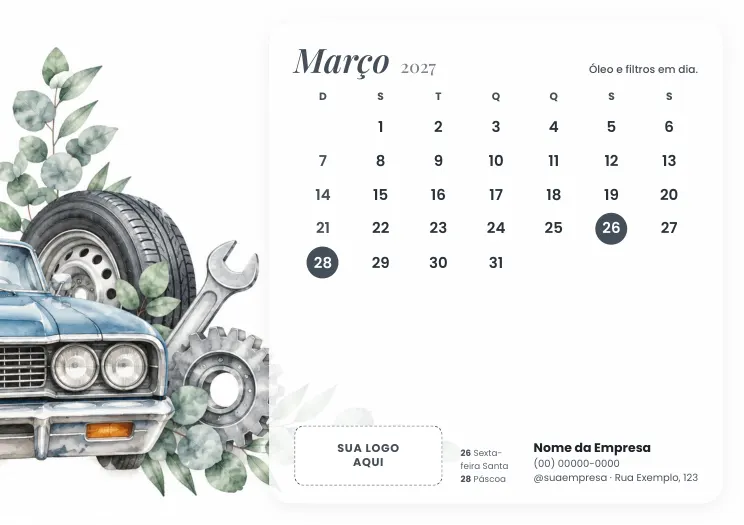 Março 2027
Óleo e filtros em dia.
D S T Q Q S S
1 2 3 4 5 6
7 8 9 10 11 12 13
14 15 16 17 18 19 20
21 22 23 24 25 26 27
28 29 30 31
SUA LOGO
AQUI
26 Sexta-
feira Santa
28 Páscoa
Nome da Empresa
(00) 00000-0000
@suaempresa · Rua Exemplo, 123